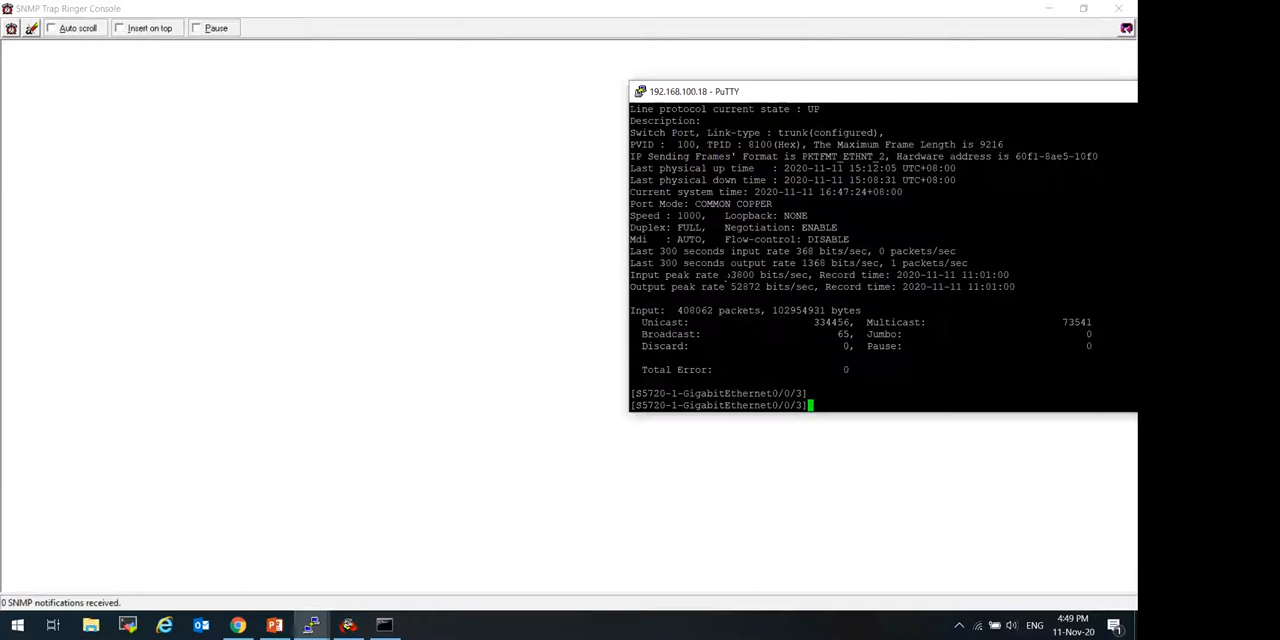 SNMP Trap Ringer Console
Auto scroll Insert on top Pause
192.168.100.18 - PuTTY
Line protocol current state : UP
Description:
Switch Port, Link-type : trunk(configured),
PVID : 100, TPID : 8100(Hex), The Maximum Frame Length is 9216
IP Sending Frames' Format is PKTFMT_ETHNT_2, Hardware address is 60f1-8ae5-10f0
Last physical up time : 2020-11-11 15:12:05 UTC+08:00
Last physical down time : 2020-11-11 15:08:31 UTC+08:00
Current system time: 2020-11-11 16:47:24+08:00
Port Mode: COMMON COPPER
Speed : 1000, Loopback: NONE
Duplex: FULL, Negotiation: ENABLE
Mdi : AUTO, Flow-control: DISABLE
Last 300 seconds input rate 368 bits/sec, 0 packets/sec
Last 300 seconds output rate 1368 bits/sec, 1 packets/sec
Input peak rate bits/sec, Record time: 2020-11-11 11:01:00
Output peak rate 52872 bits/sec, Record time: 2020-11-11 11:01:00
Input: 408062 packets, 102954931 bytes
Unicast: 334456, Multicast: 73541
Broadcast: 65, Jumbo: 0
Discard: 0, Pause: 0
Total Error: 0
[S5720-1-GigabitEthernet0/0/3]
[S5720-1-GigabitEthernet0/0/3]
0 SNMP notifications received.
ENG
4:49 PM
11-Nov-20
1